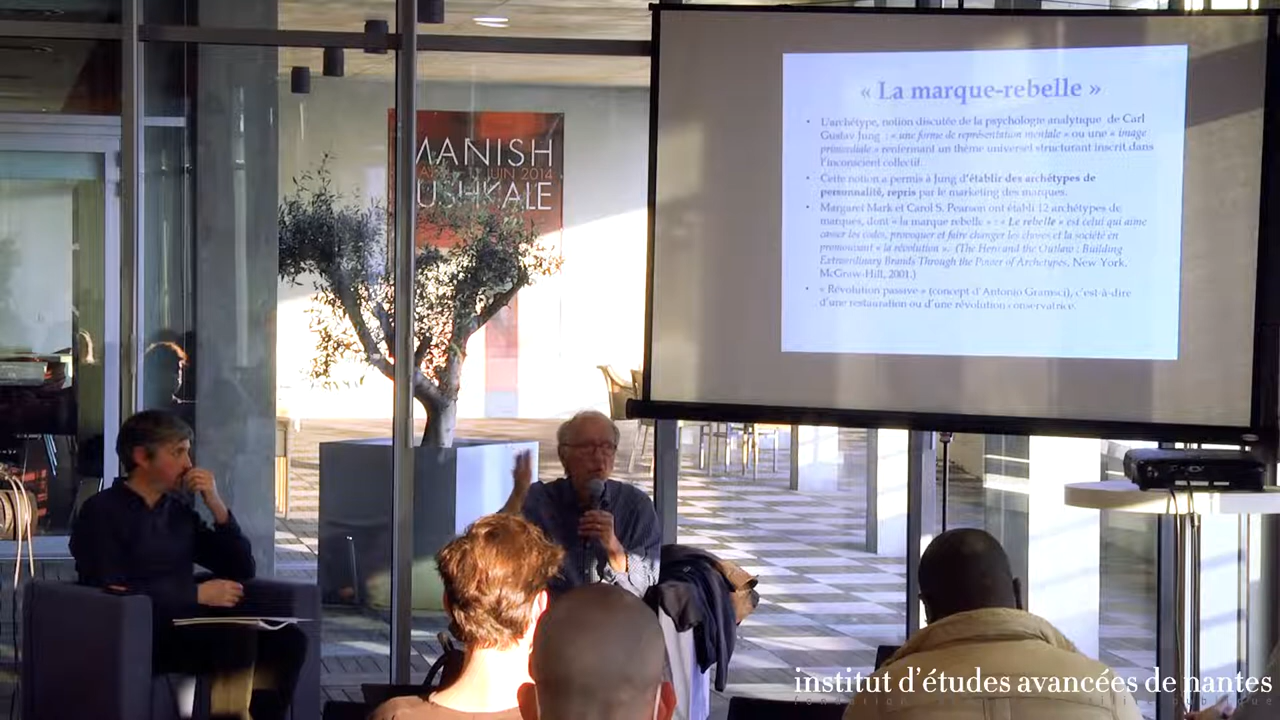 « La marque-rebelle »
• L'archétype, notion discutée de la psychologie analytique de Carl
Gustav Jung : « une forme de représentation mentale » ou une « image
primordiale » renfermant un thème universel structurant inscrit dans
l'inconscient collectif.
• Cette notion a permis à Jung d'établir des archétypes de
personnalité, repris par le marketing des marques.
• Margaret Mark et Carol S. Pearson ont établi 12 archétypes de
marques, dont « la marque rebelle » : « Le rebelle » est celui qui aime
casser les codes, provoquer et faire changer les choses et la société en
promouvant « la révolution ». (The Hero and the Outlaw : Building
Extraordinary Brands Through the Power of Archetypes, New York,
McGraw-Hill, 2001.)
• « Révolution passive » (concept d'Antonio Gramsci), c'est-à-dire
d'une restauration ou d'une révolution conservatrice.
MANISH
JUIN 2014
institut d'études avancées de nantes